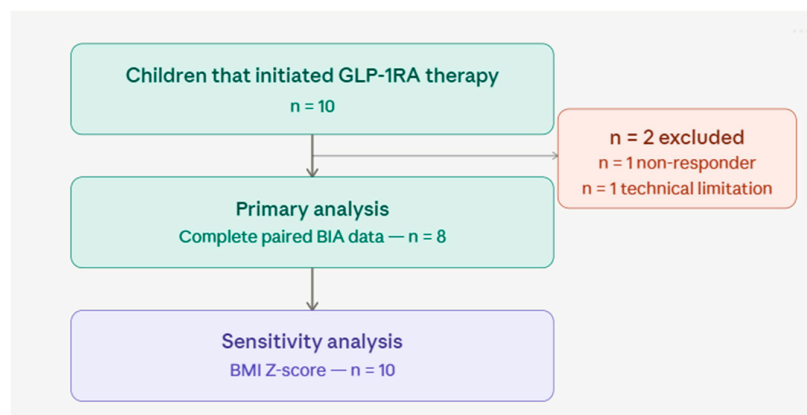 Children that initiated GLP-1RA therapy
n = 10
n = 2 excluded
n = 1 non-responder
n = 1 technical limitation
Primary analysis
Complete paired BIA data — n = 8
Sensitivity analysis
BMI Z-score — n = 10